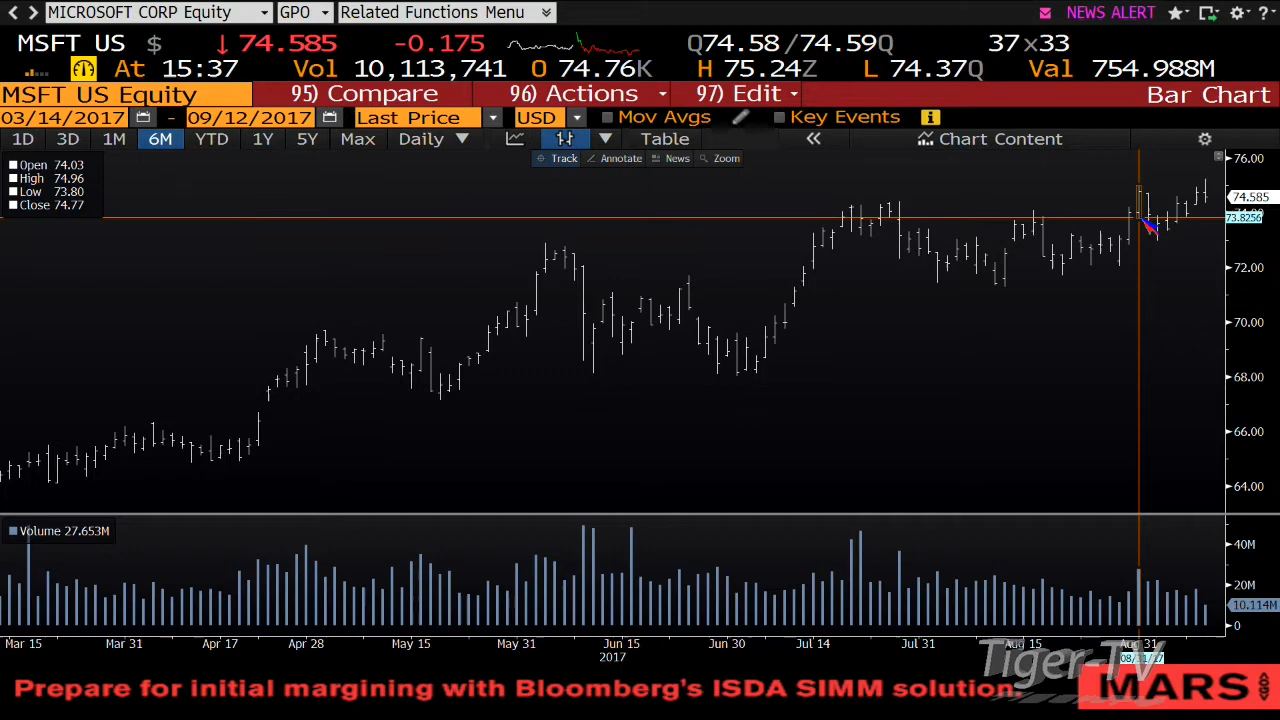 MICROSOFT CORP Equity GPO Related Functions Menu NEWS ALERT ?
MSFT US $ ↓ 74.585 -0.175 Q74.58 /74.59Q 37x33
At 15:37 Vol 10,113,741 O 74.76K H 75.24Z L 74.37Q Val 754.988M
MSFT US Equity 95) Compare 96) Actions 97) Edit Bar Chart
03/14/2017 - 09/12/2017 Last Price USD Mov Avgs Key Events i
1D 3D 1M 6M YTD 1Y 5Y Max Daily ▼ Table « Chart Content
Track Annotate News Zoom
Open 74.03
High 74.96
Low 73.80
Close 74.77
76.00
74.585
73.8256
72.00
70.00
68.00
66.00
64.00
Volume 27.653M
40M
20M
10.114M
0
Mar 15 Mar 31 Apr 17 Apr 28 May 15 May 31 Jun 15 Jun 30 Jul 14 Jul 31 Aug 15 Aug 31
2017 08/31/17
Tiger-TV
Prepare for initial margining with Bloomberg's ISDA SIMM solution. MARS